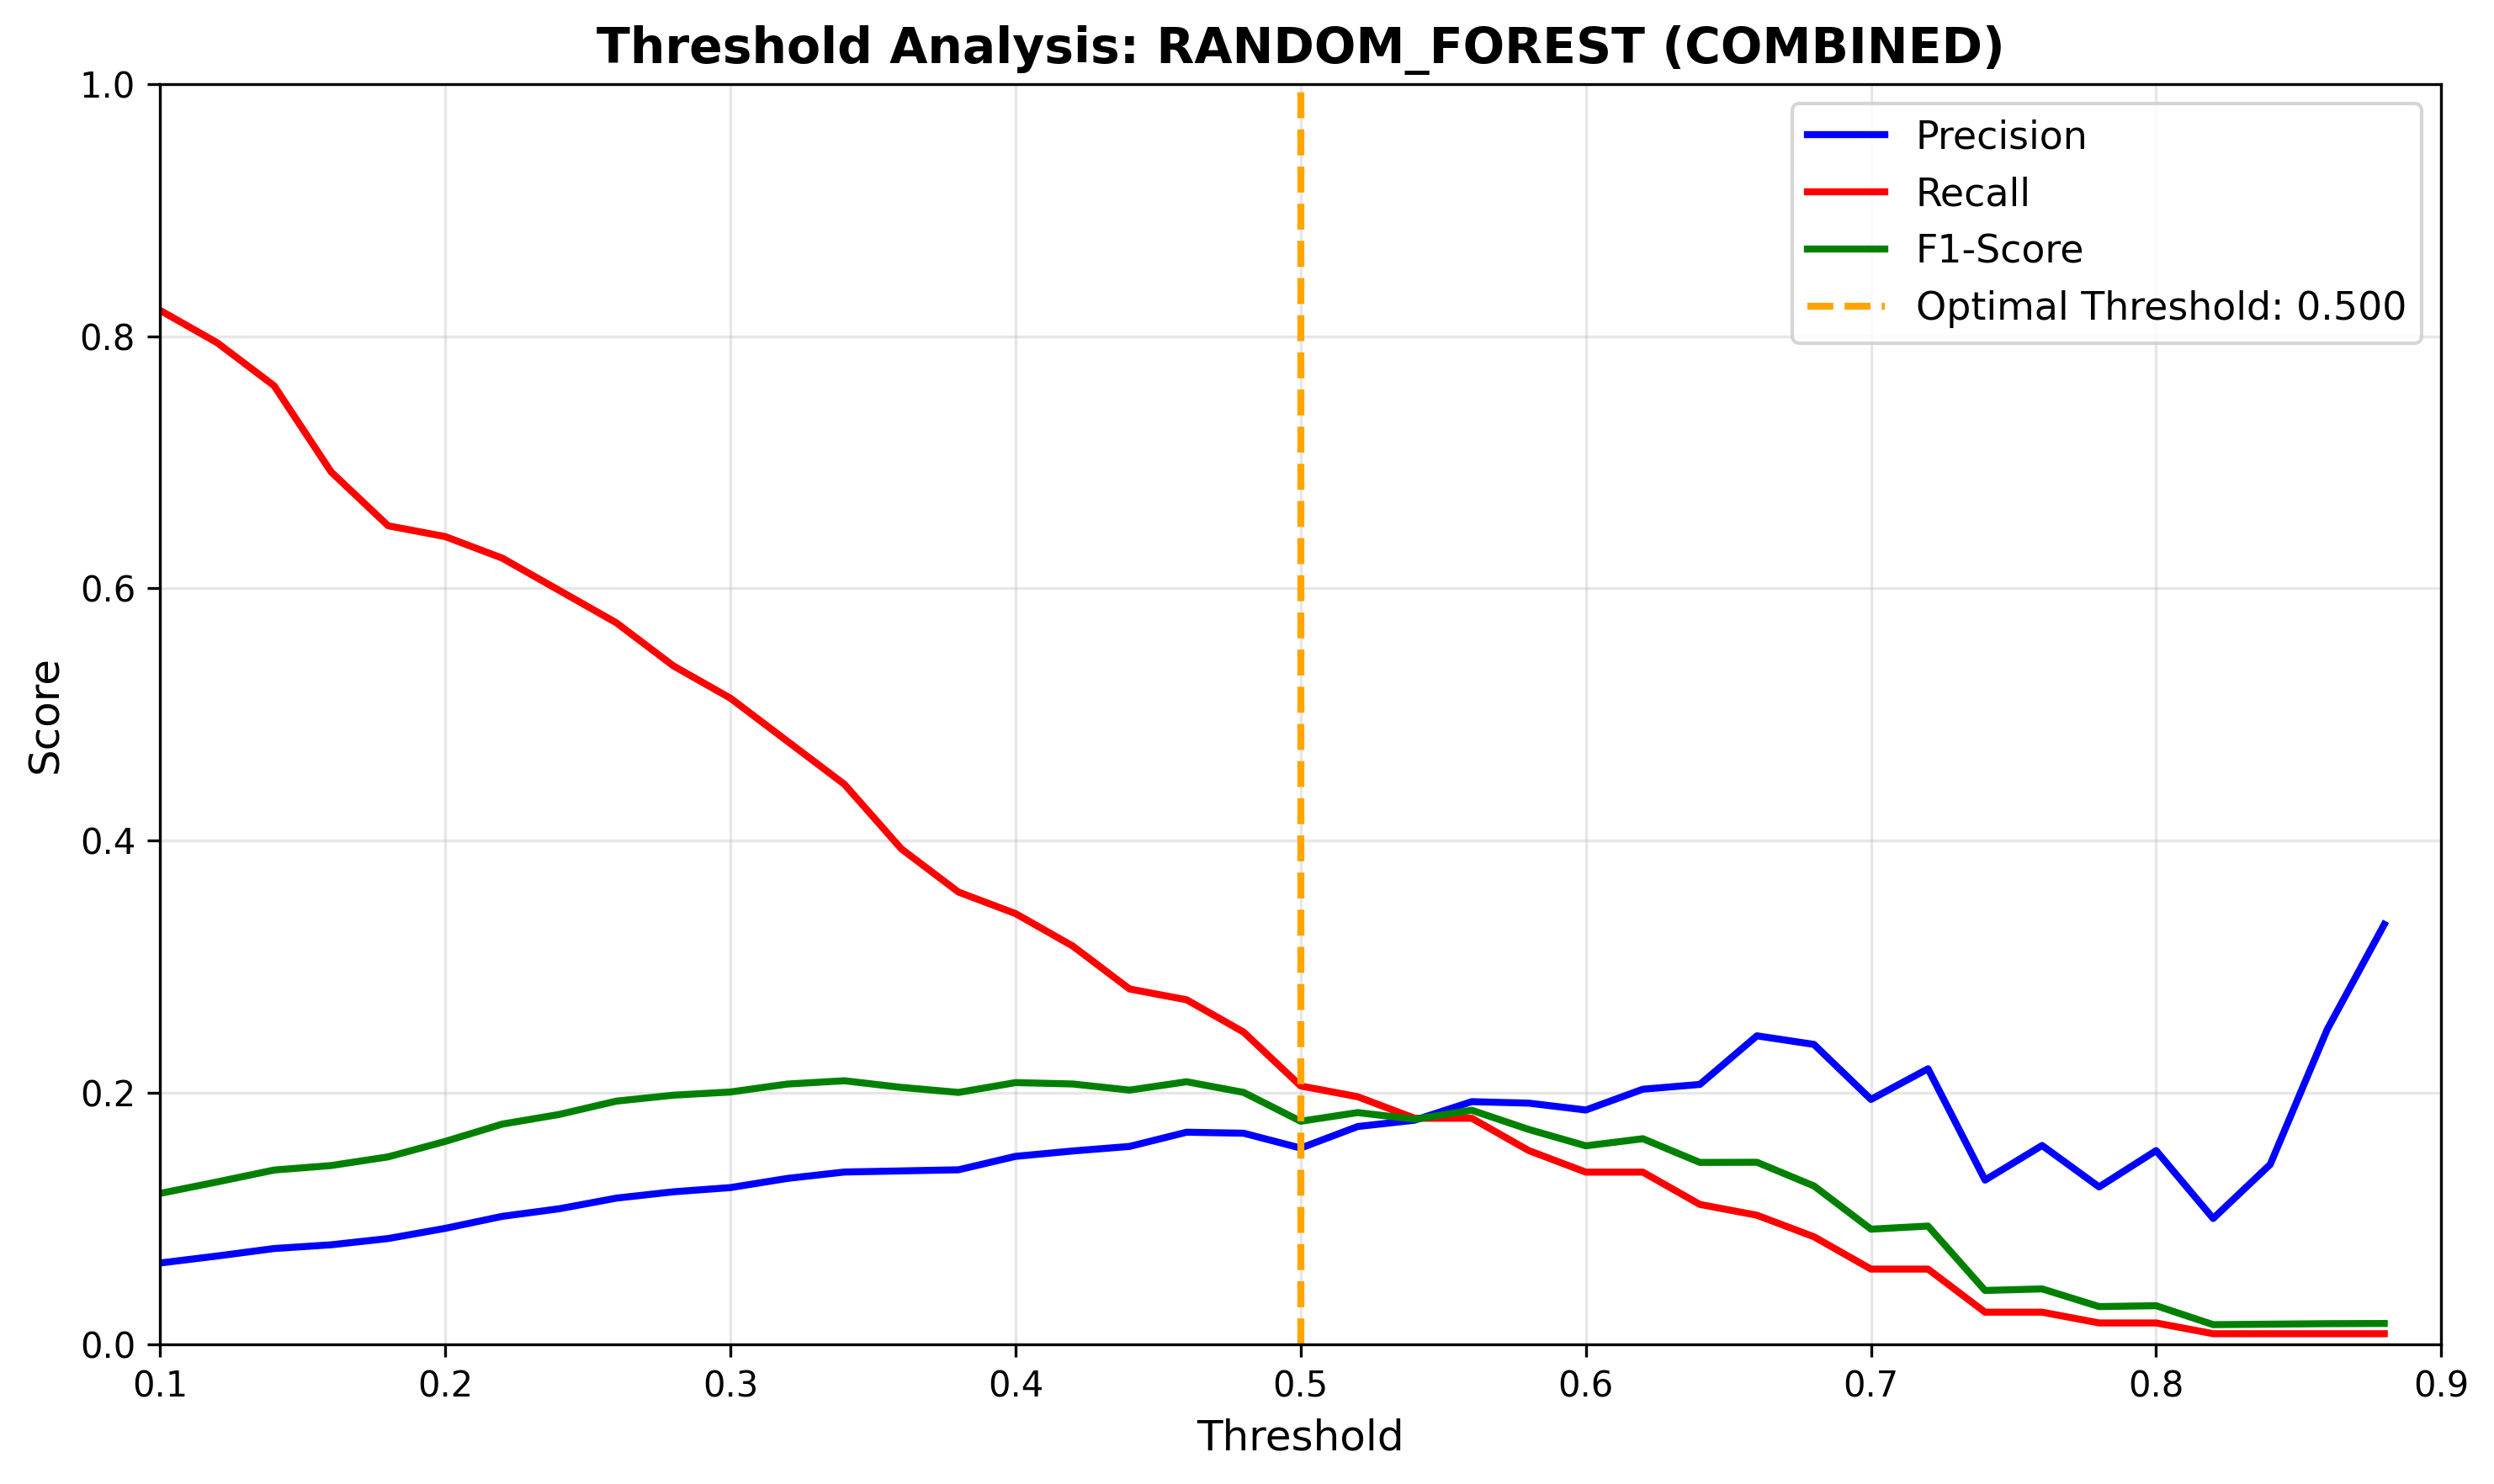 Threshold Analysis: RANDOM_FOREST (COMBINED)
1.0
0.8
0.6
0.4
0.2
0.0
Score
Precision
Recall
F1-Score
Optimal Threshold: 0.500
0.1 0.2 0.3 0.4 0.5 0.6 0.7 0.8 0.9
Threshold